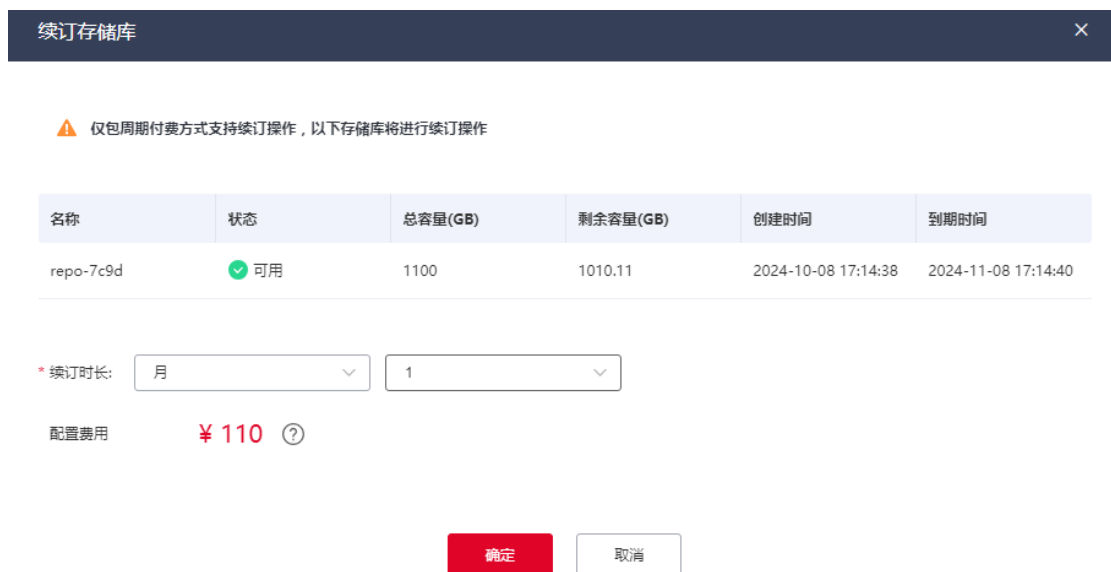 续订存储库
仅包周期付费方式支持续订操作，以下存储库将进行续订操作
名称 状态 总容量(GB) 剩余容量(GB) 创建时间 到期时间
repo-7c9d 可用 1100 1010.11 2024-10-08 17:14:38 2024-11-08 17:14:40
* 续订时长: 月 1
配置费用 ¥ 110 ?
确定 取消